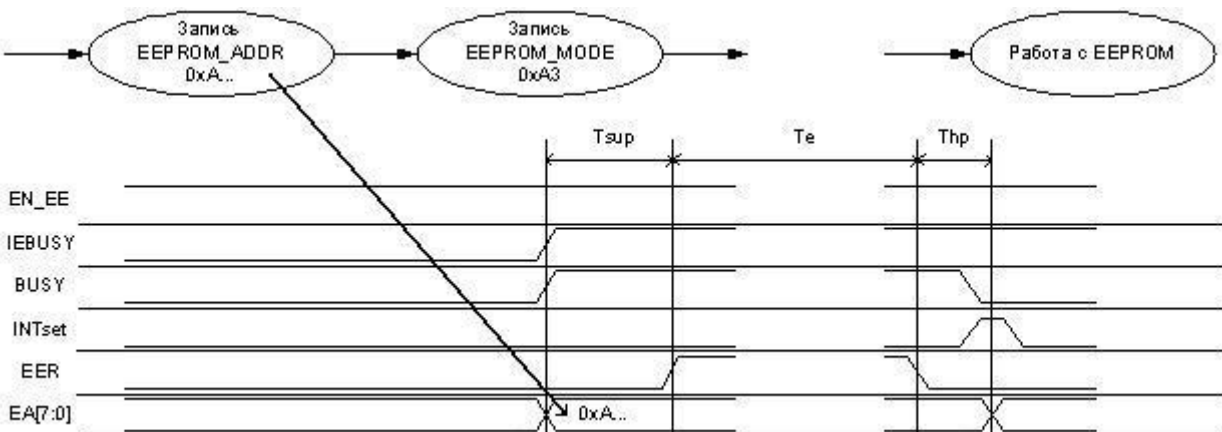 Запись
EEPROM_ADDR
0xA...
Запись
EEPROM_MODE
0xA3
Работа с EEPROM
Tsup
Te
Thp
EN_EE
IEBUSY
BUSY
INTset
EER
EA[7:0]
0xA...